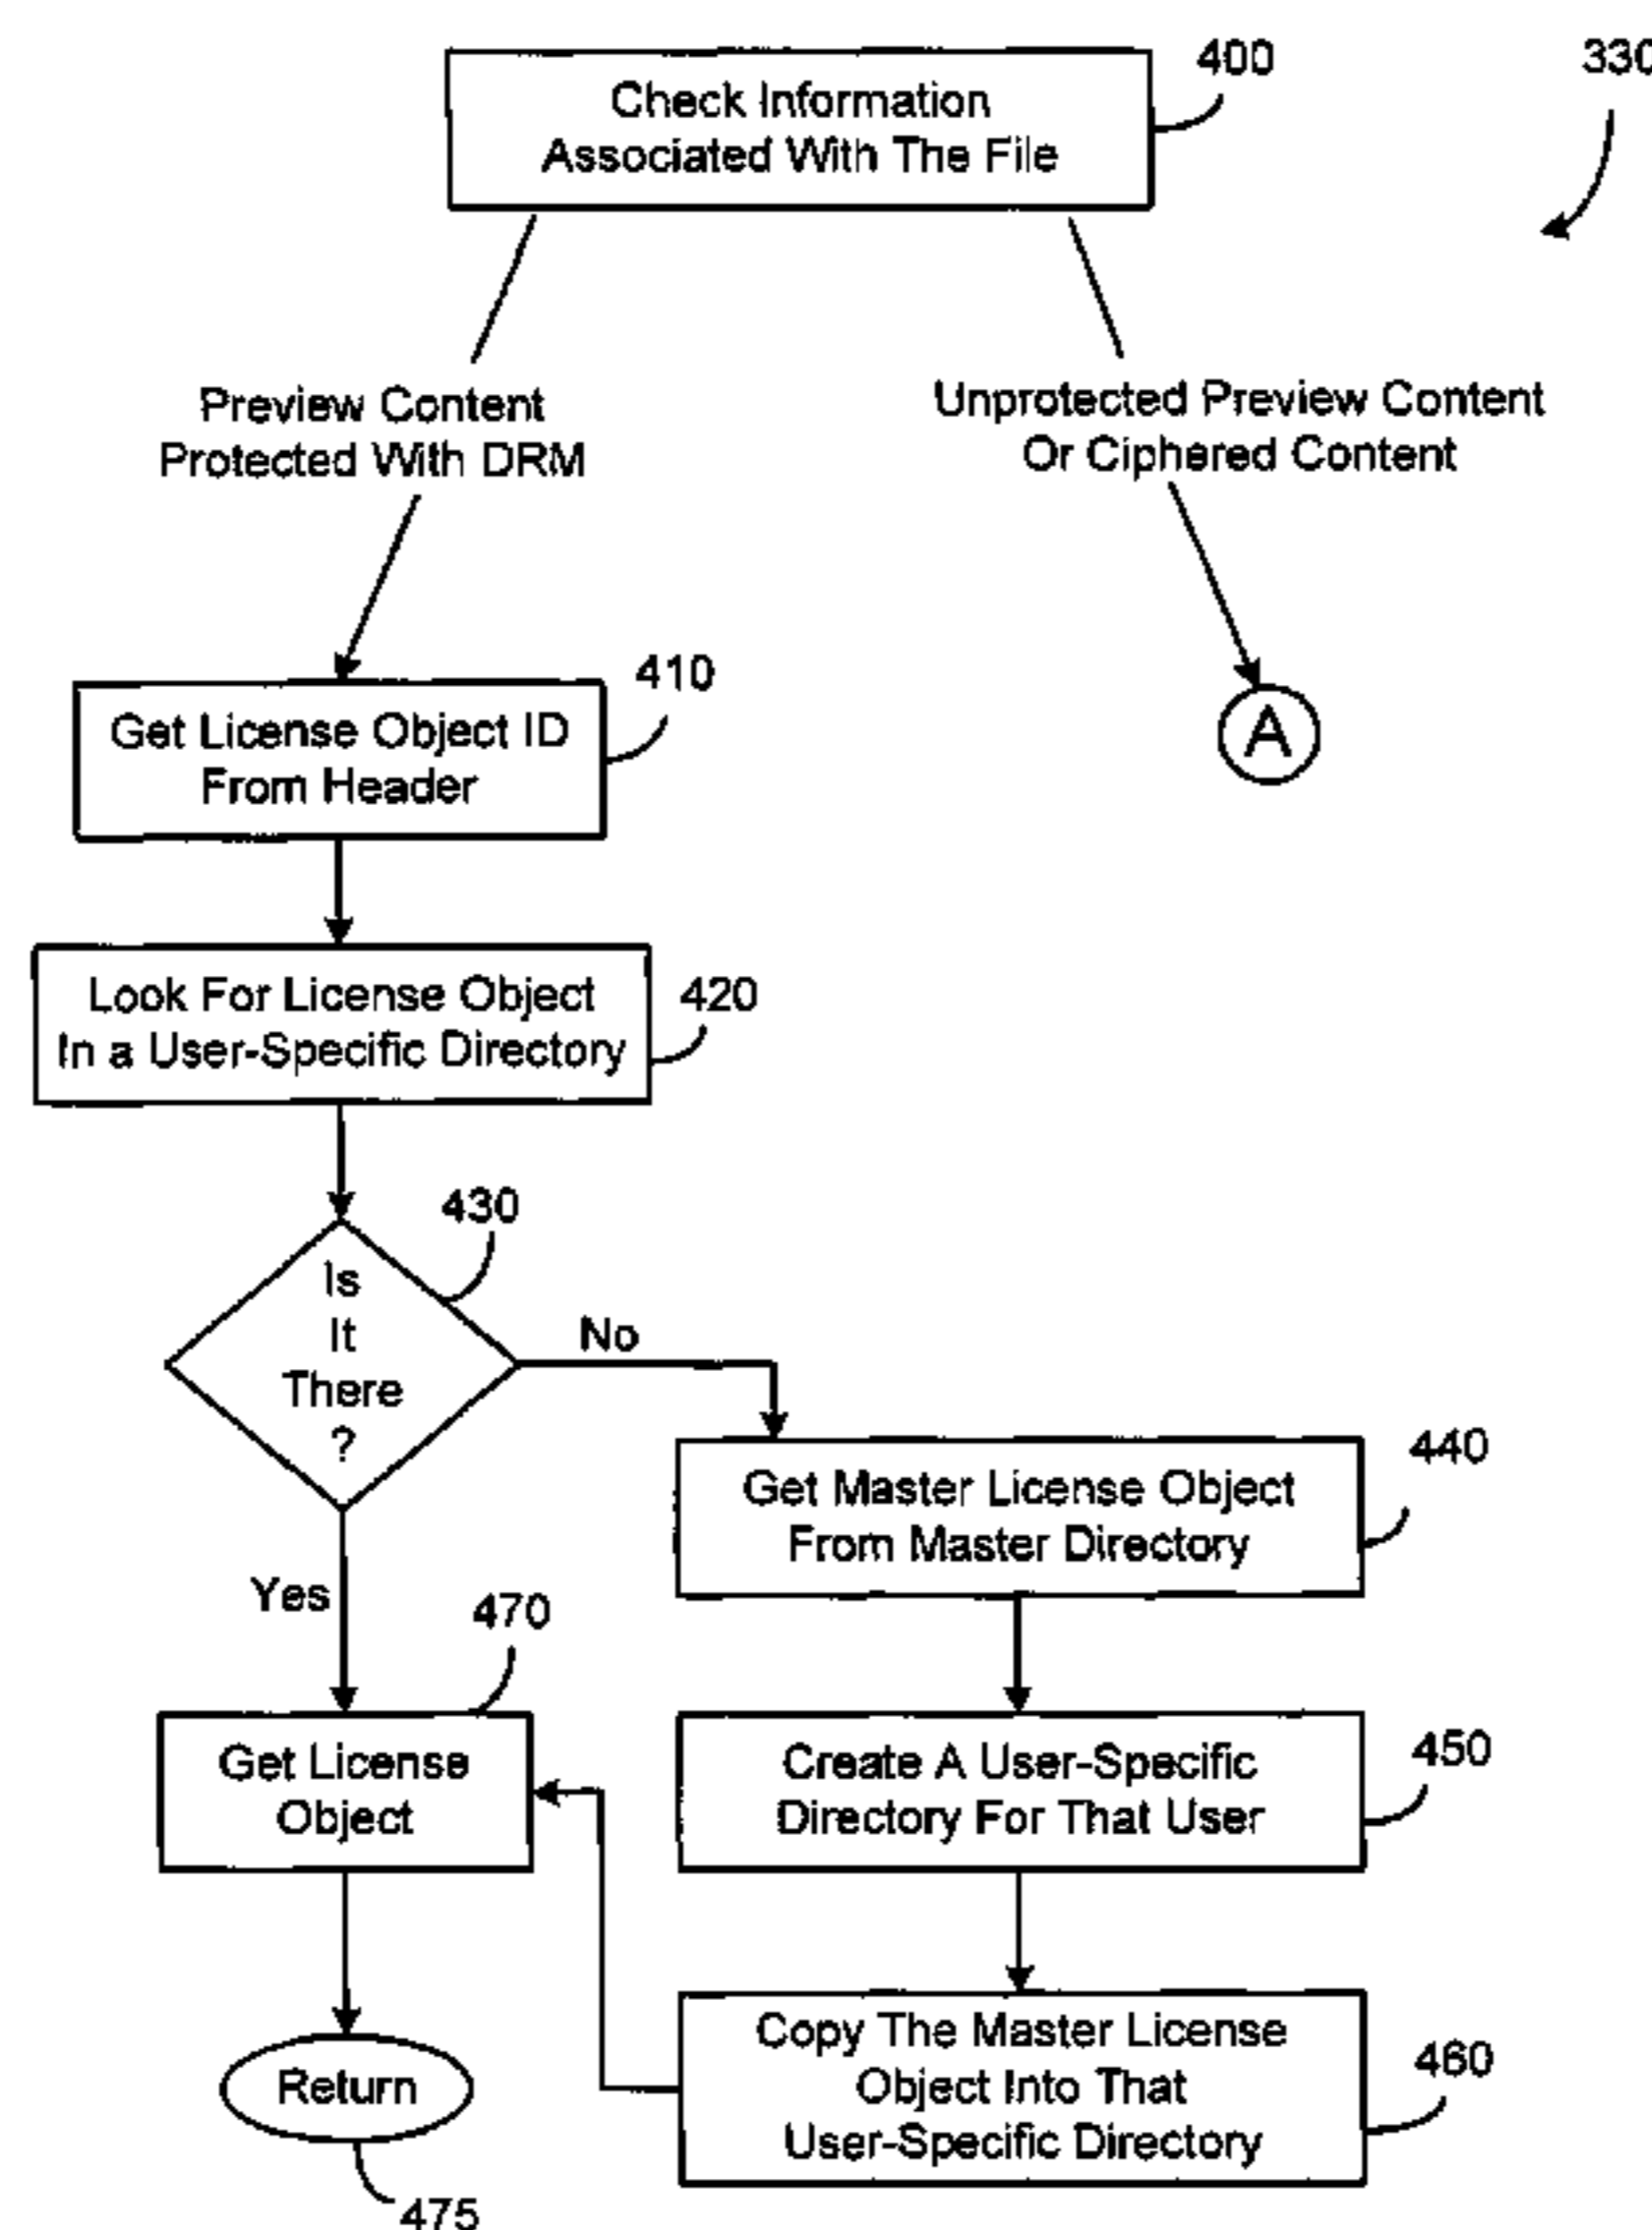 400
330
Check Information
Associated With The File
Preview Content
Protected With DRM
Unprotected Preview Content
Or Ciphered Content
410
Get License Object ID
From Header
A
Look For License Object
In a User-Specific Directory
420
430
Is
It
There
?
No
Yes
440
Get Master License Object
From Master Directory
470
Get License
Object
450
Create A User-Specific
Directory For That User
460
Copy The Master License
Object Into That
User-Specific Directory
Return
475